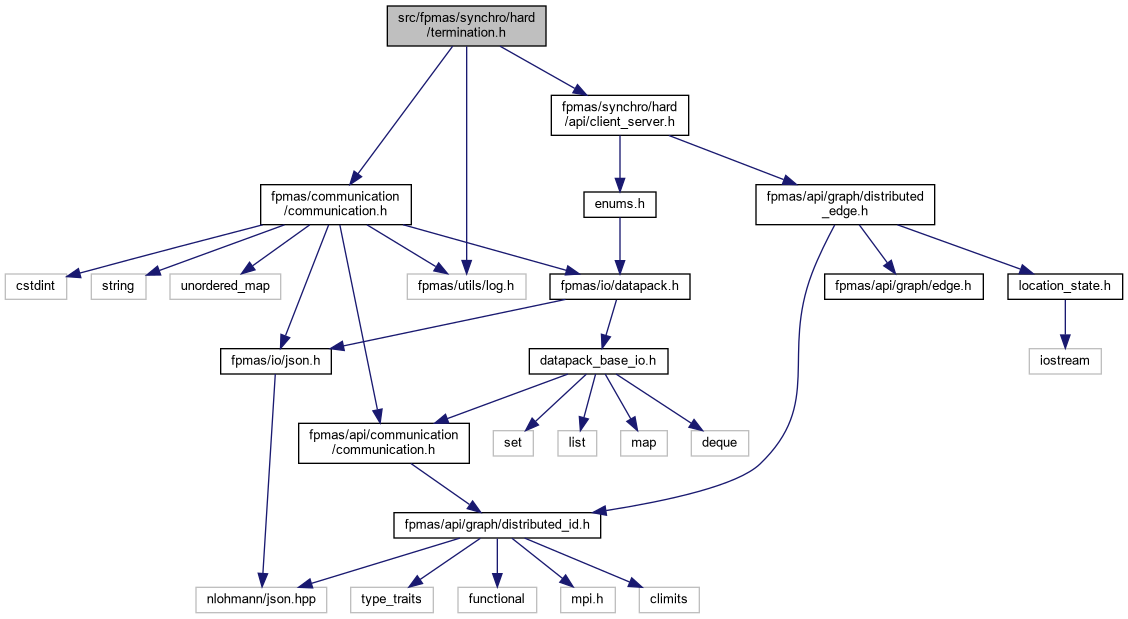 src/fpmas/synchro/hard
/termination.h
fpmas/synchro/hard
/api/client_server.h
fpmas/communication
/communication.h
enums.h
fpmas/api/graph/distributed
_edge.h
cstdint
string
unordered_map
fpmas/utils/log.h
fpmas/io/datapack.h
fpmas/api/graph/edge.h
location_state.h
fpmas/io/json.h
datapack_base_io.h
iostream
fpmas/api/communication
/communication.h
set
list
map
deque
fpmas/api/graph/distributed_id.h
nlohmann/json.hpp
type_traits
functional
mpi.h
climits